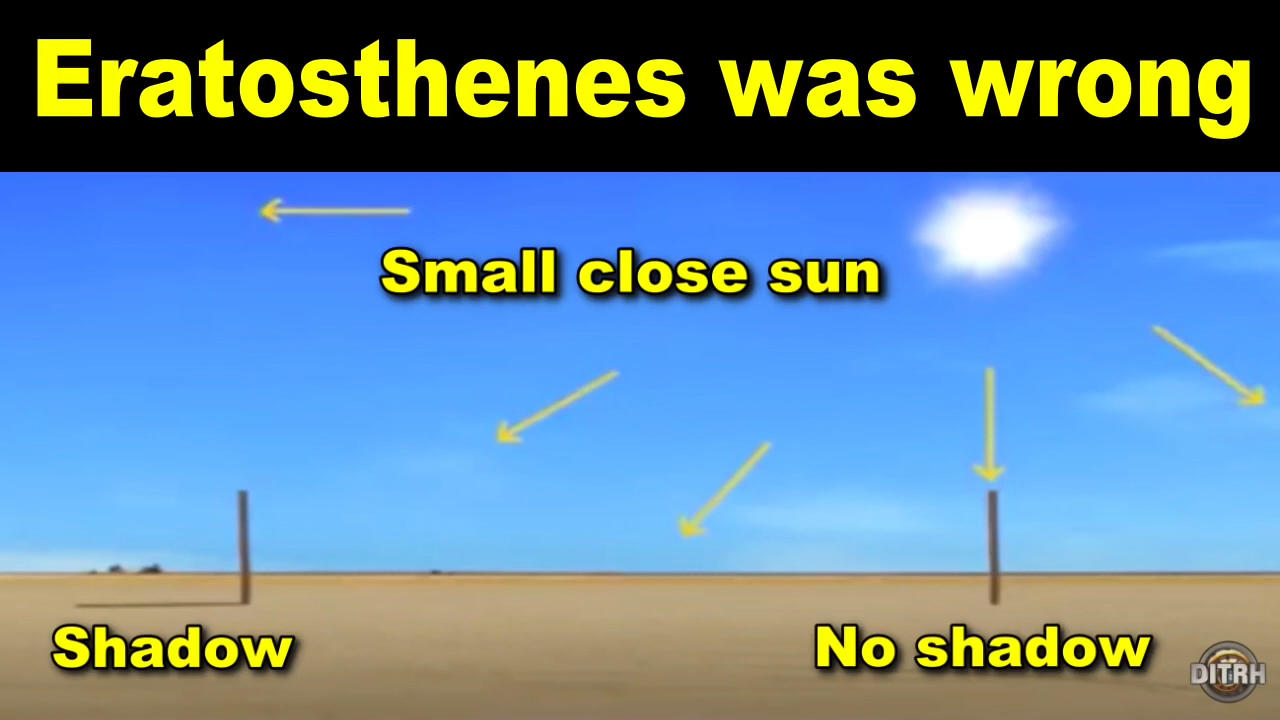 Eratosthenes was wrong
Small close sun
Shadow
No shadow
DITRH